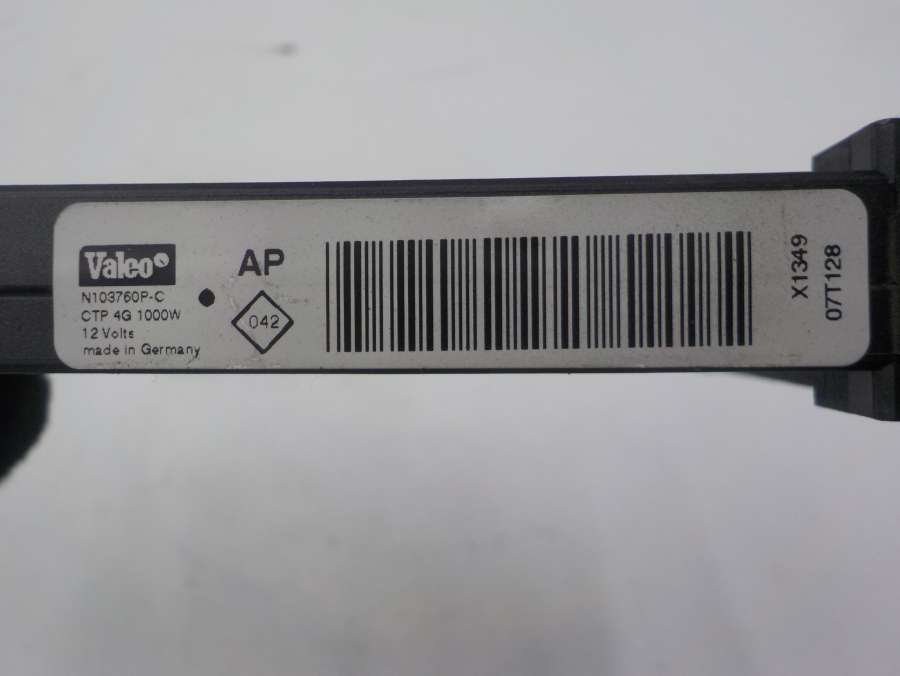 Valeo
N103760P-C
CTP 4G 1000W
12 Volts
made in Germany
AP
042
X1349
07T128